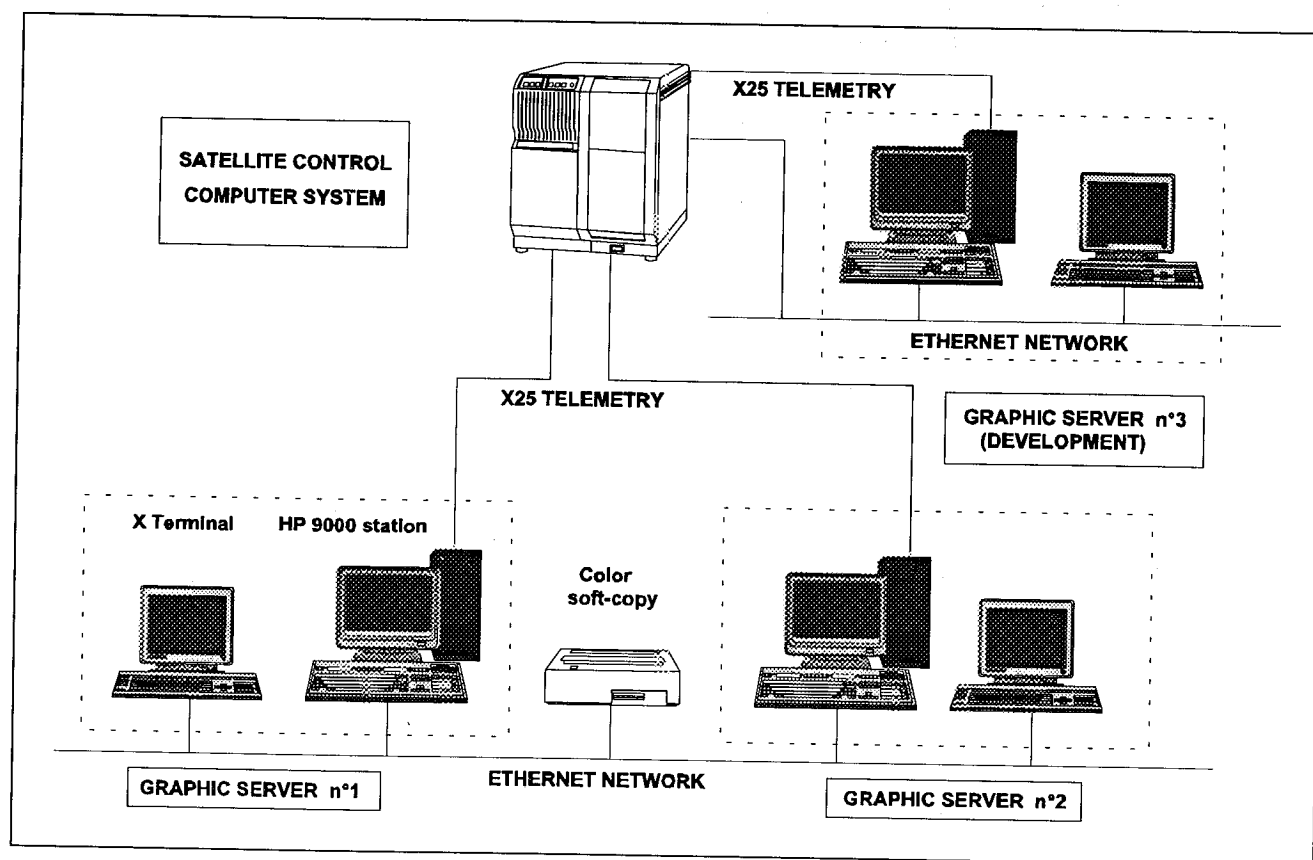 X25 TELEMETRY
SATELLITE CONTROL
COMPUTER SYSTEM
ETHERNET NETWORK
X25 TELEMETRY
GRAPHIC SERVER n°3
(DEVELOPMENT)
X Terminal
HP 9000 station
Color
soft-copy
ETHERNET NETWORK
GRAPHIC SERVER n°1
GRAPHIC SERVER n°2